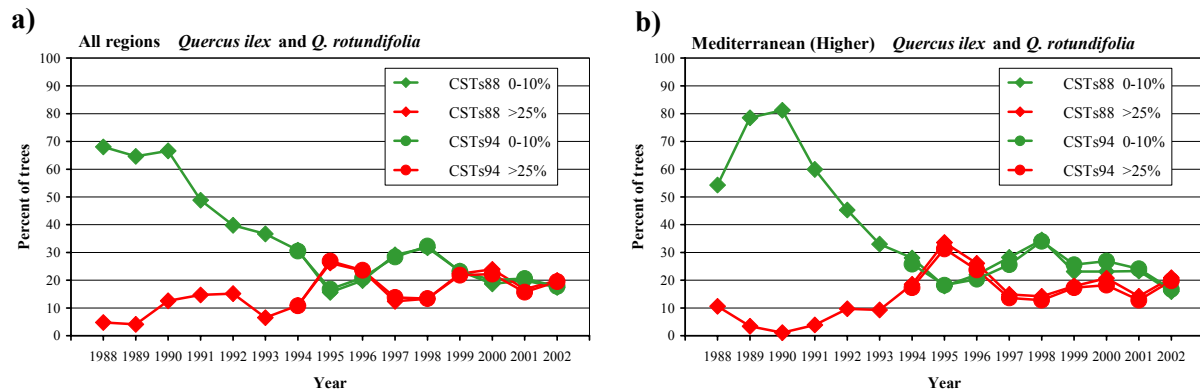 a)
All regions Quercus ilex and Q. rotundifolia
Percent of trees
100
90
80
70
60
50
40
30
20
10
0
CSTs88 0-10%
CSTs88 >25%
CSTs94 0-10%
CSTs94 >25%
1988 1989 1990 1991 1992 1993 1994 1995 1996 1997 1998 1999 2000 2001 2002
Year
b)
Mediterranean (Higher) Quercus ilex and Q. rotundifolia
Percent of trees
100
90
80
70
60
50
40
30
20
10
0
CSTs88 0-10%
CSTs88 >25%
CSTs94 0-10%
CSTs94 >25%
1988 1989 1990 1991 1992 1993 1994 1995 1996 1997 1998 1999 2000 2001 2002
Year